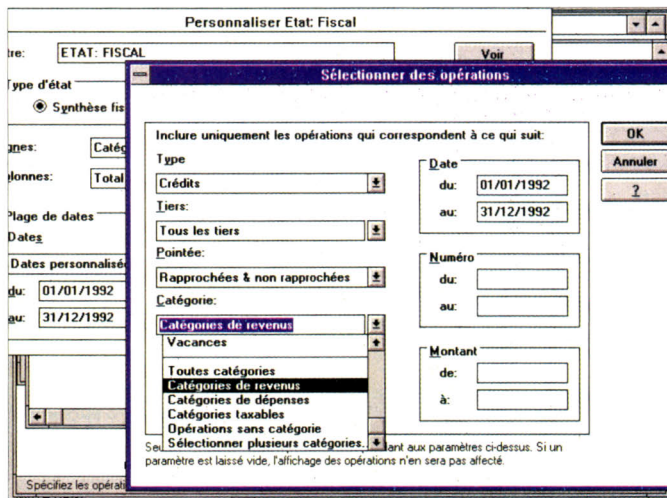 Personnaliser Etat: Fiscal
tre: ETAT: FISCAL Voir
Type d'état
Synthèse fis
gnes: Catég
lonnes: Total
Plage de dates
Dates
Dates personnalisée
du: 01/01/1992
au: 31/12/1992
Spécifiez les opérati
Sélectionner des opérations
Inclure uniquement les opérations qui correspondent à ce qui suit:
Type
Crédits
Tiers:
Tous les tiers
Pointée:
Rapprochées & non rapprochées
Catégorie:
Catégories de revenus
Vacances
Toutes catégories
Catégories de revenus
Catégories de dépenses
Catégories taxables
Opérations sans catégorie
Sélectionner plusieurs catégories...
Date
du: 01/01/1992
au: 31/12/1992
Numéro
du:
au:
Montant
de:
à:
OK
Annuler
?
Seu
dant aux paramètres ci-dessus. Si un
paramètre est laissé vide, l'affichage des opérations n'en sera pas affecté.